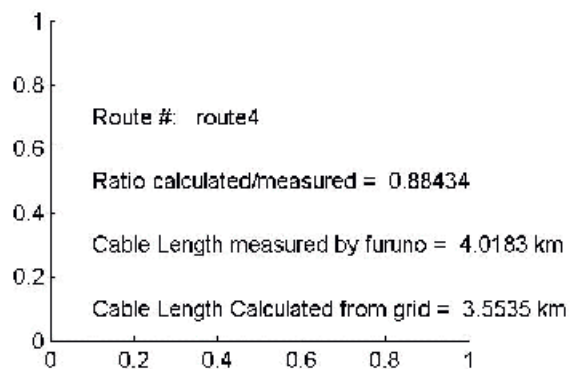 1
0.8
Route #: route4
0.6
Ratio calculated/measured = 0.88434
0.4
Cable Length measured by furuno = 4.0183 km
0.2
Cable Length Calculated from grid = 3.5535 km
0
0 0.2 0.4 0.6 0.8 1